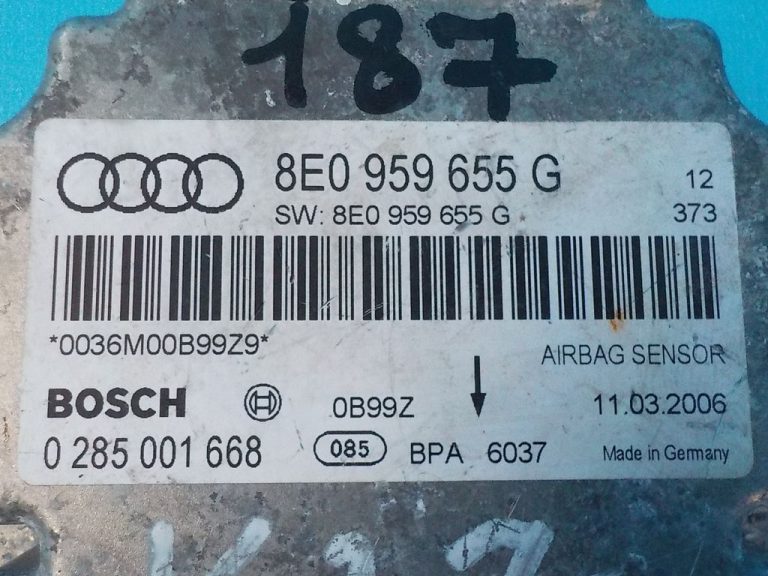 187
8E0 959 655 G 12
SW: 8E0 959 655 G 373
*0036M00B99Z9*
AIRBAG SENSOR
BOSCH 0B99Z 11.03.2006
0 285 001 668 085 BPA 6037 Made in Germany